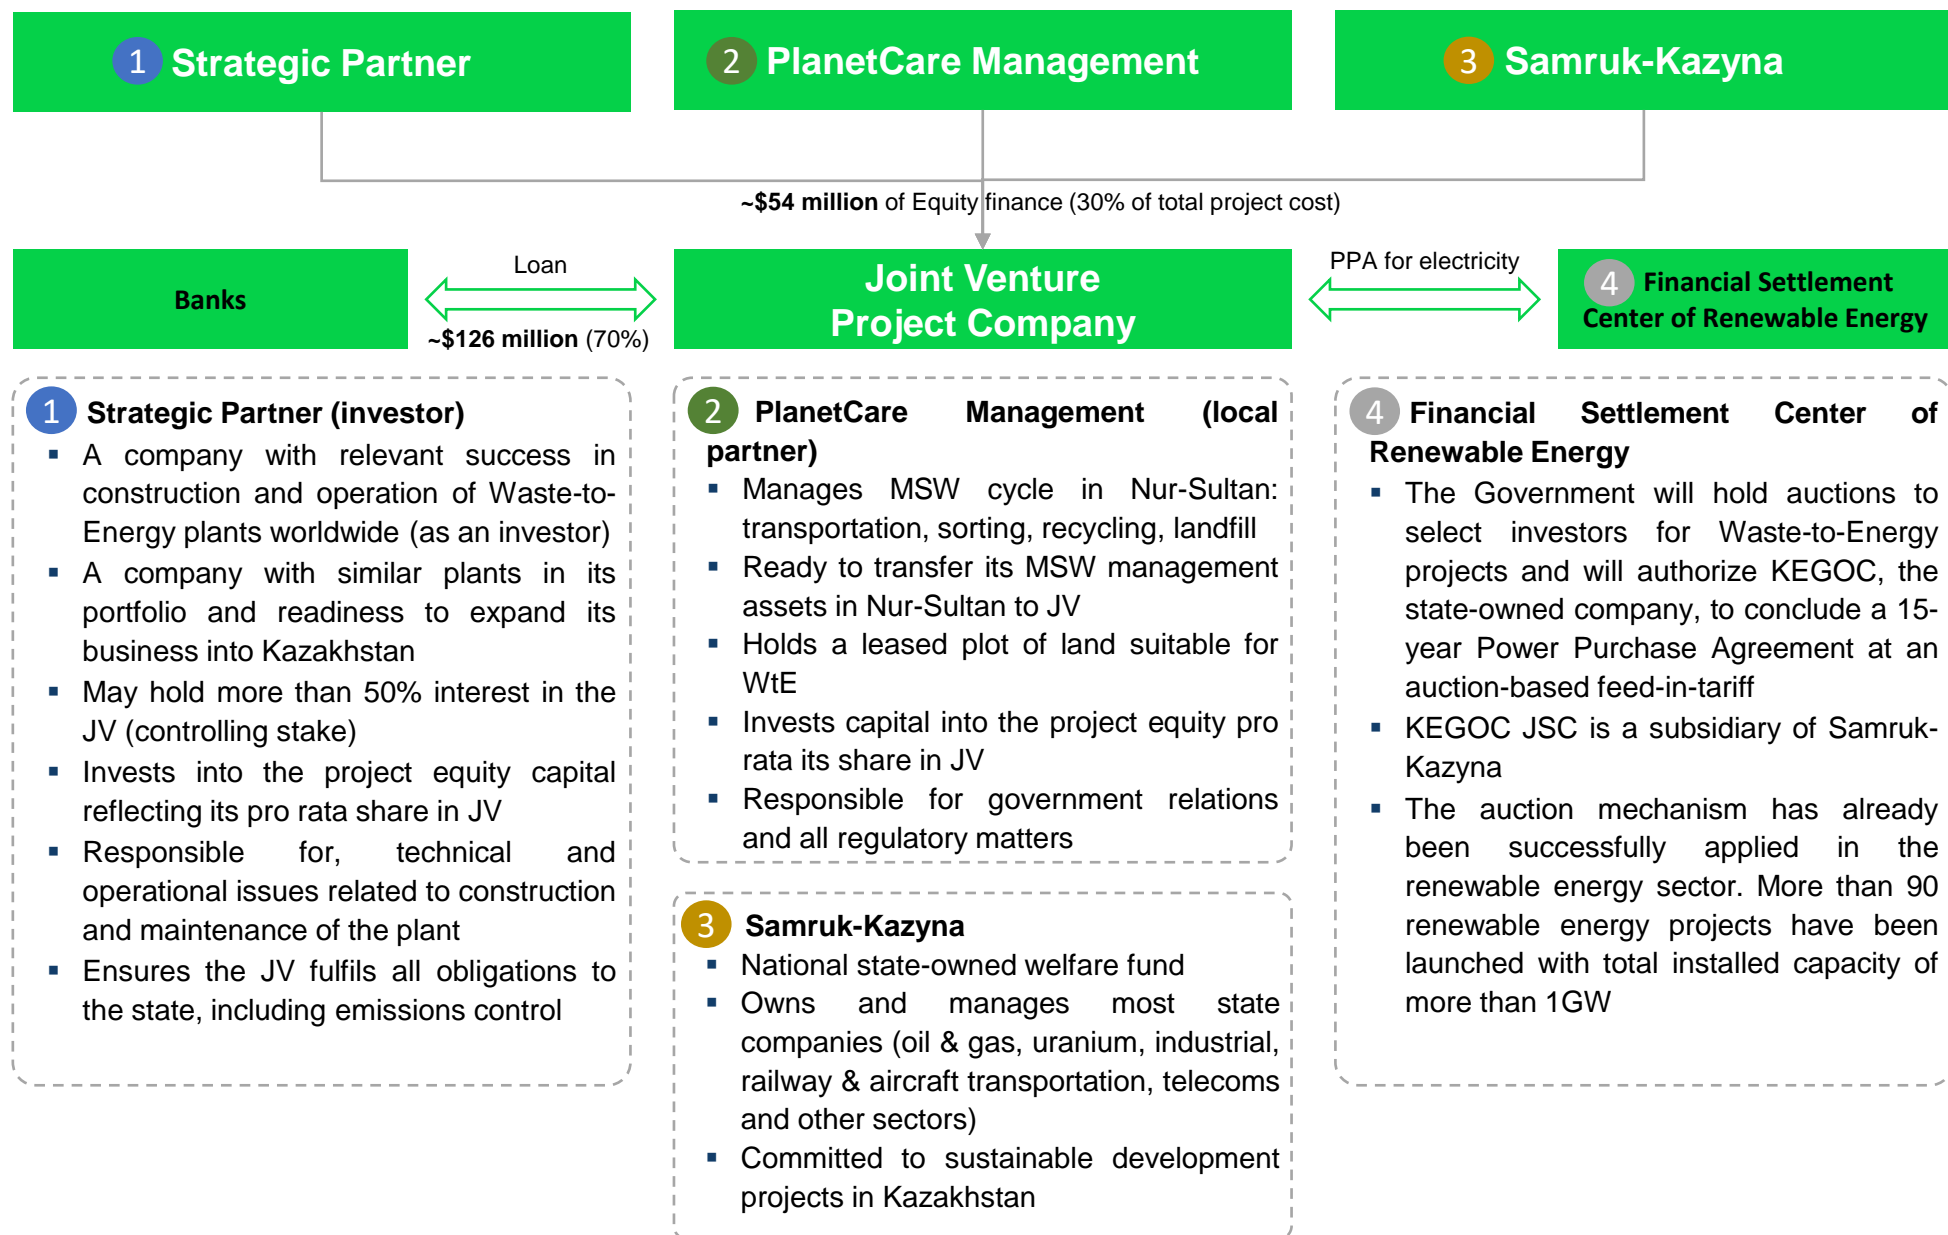 1 Strategic Partner
2 PlanetCare Management
3 Samruk-Kazyna
~$54 million of Equity finance (30% of total project cost)
Banks
Loan
~$126 million (70%)
Joint Venture
Project Company
PPA for electricity
4 Financial Settlement
Center of Renewable Energy
1 Strategic Partner (investor)
▪ A company with relevant success in
construction and operation of Waste-to-
Energy plants worldwide (as an investor)
▪ A company with similar plants in its
portfolio and readiness to expand its
business into Kazakhstan
▪ May hold more than 50% interest in the
JV (controlling stake)
▪ Invests into the project equity capital
reflecting its pro rata share in JV
▪ Responsible for, technical and
operational issues related to construction
and maintenance of the plant
▪ Ensures the JV fulfils all obligations to
the state, including emissions control
2 PlanetCare Management (local
partner)
▪ Manages MSW cycle in Nur-Sultan:
transportation, sorting, recycling, landfill
▪ Ready to transfer its MSW management
assets in Nur-Sultan to JV
▪ Holds a leased plot of land suitable for
WtE
▪ Invests capital into the project equity pro
rata its share in JV
▪ Responsible for government relations
and all regulatory matters
3 Samruk-Kazyna
▪ National state-owned welfare fund
▪ Owns and manages most state
companies (oil & gas, uranium, industrial,
railway & aircraft transportation, telecoms
and other sectors)
▪ Committed to sustainable development
projects in Kazakhstan
4 Financial Settlement Center of
Renewable Energy
▪ The Government will hold auctions to
select investors for Waste-to-Energy
projects and will authorize KEGOC, the
state-owned company, to conclude a 15-
year Power Purchase Agreement at an
auction-based feed-in-tariff
▪ KEGOC JSC is a subsidiary of Samruk-
Kazyna
▪ The auction mechanism has already
been successfully applied in the
renewable energy sector. More than 90
renewable energy projects have been
launched with total installed capacity of
more than 1GW